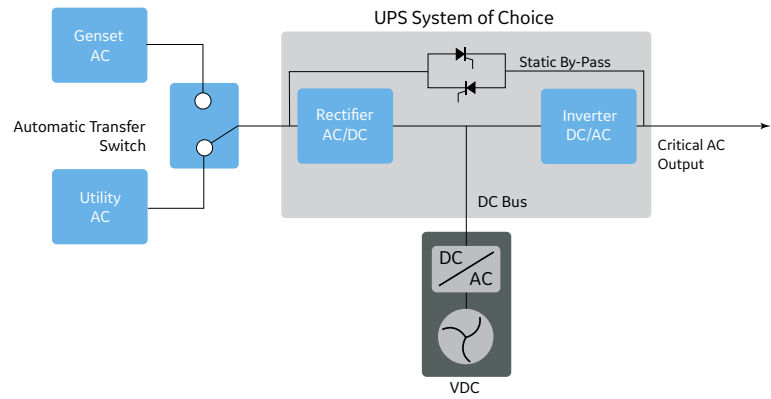 UPS System of Choice
Genset
AC
Static By-Pass
Automatic Transfer
Switch
Rectifier
AC/DC
Inverter
DC/AC
Critical AC
Output
Utility
AC
DC Bus
DC
AC
VDC